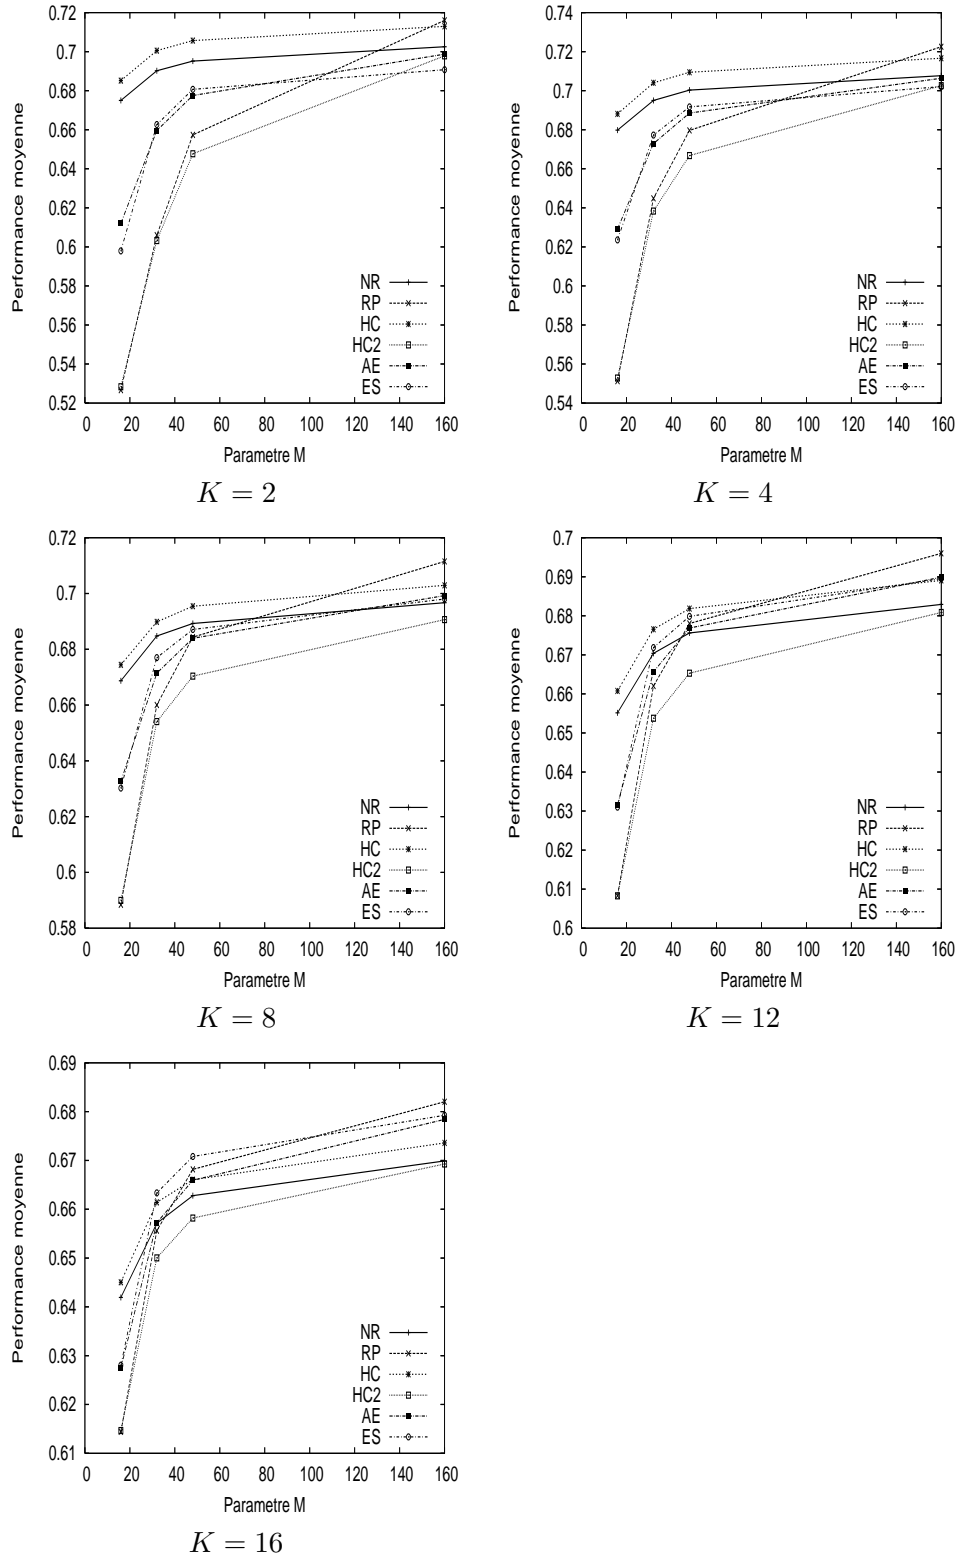 0.72
0.7
0.68
0.66
0.64
0.62
0.6
0.58
0.56
0.54
0.52
0 20 40 60 80 100 120 140 160
Performance moyenne
Parametre M
NR
RP
HC
HC2
AE
ES
K = 2
0.74
0.72
0.7
0.68
0.66
0.64
0.62
0.6
0.58
0.56
0.54
0 20 40 60 80 100 120 140 160
Performance moyenne
Parametre M
NR
RP
HC
HC2
AE
ES
K = 4
0.72
0.7
0.68
0.66
0.64
0.62
0.6
0.58
0 20 40 60 80 100 120 140 160
Performance moyenne
Parametre M
NR
RP
HC
HC2
AE
ES
K = 8
0.7
0.69
0.68
0.67
0.66
0.65
0.64
0.63
0.62
0.61
0.6
0 20 40 60 80 100 120 140 160
Performance moyenne
Parametre M
NR
RP
HC
HC2
AE
ES
K = 12
0.69
0.68
0.67
0.66
0.65
0.64
0.63
0.62
0.61
0 20 40 60 80 100 120 140 160
Performance moyenne
Parametre M
NR
RP
HC
HC2
AE
ES
K = 16